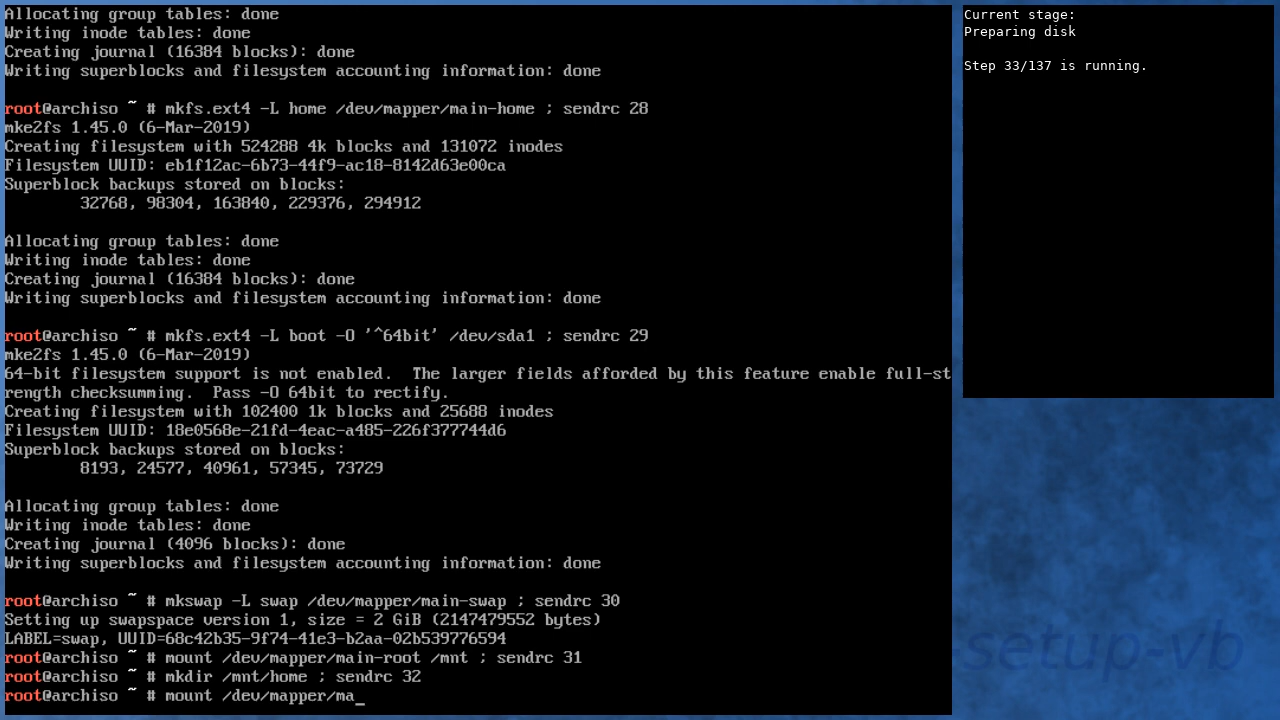 Allocating group tables: done
Writing inode tables: done
Creating journal (16384 blocks): done
Writing superblocks and filesystem accounting information: done
root@archiso ~ # mkfs.ext4 -L home /dev/mapper/main-home ; sendrc 28
mke2fs 1.45.0 (6-Mar-2019)
Creating filesystem with 524288 4k blocks and 131072 inodes
Filesystem UUID: eb1f12ac-6b73-44f9-ac18-8142d63e00ca
Superblock backups stored on blocks:
        32768, 98304, 163840, 229376, 294912
Allocating group tables: done
Writing inode tables: done
Creating journal (16384 blocks): done
Writing superblocks and filesystem accounting information: done
root@archiso ~ # mkfs.ext4 -L boot -O '^64bit' /dev/sda1 ; sendrc 29
mke2fs 1.45.0 (6-Mar-2019)
64-bit filesystem support is not enabled.  The larger fields afforded by this feature enable full-st
rength checksumming.  Pass -O 64bit to rectify.
Creating filesystem with 102400 1k blocks and 25688 inodes
Filesystem UUID: 18e0568e-21fd-4eac-a485-226f377744d6
Superblock backups stored on blocks:
        8193, 24577, 40961, 57345, 73729
Allocating group tables: done
Writing inode tables: done
Creating journal (4096 blocks): done
Writing superblocks and filesystem accounting information: done
root@archiso ~ # mkswap -L swap /dev/mapper/main-swap ; sendrc 30
Setting up swapspace version 1, size = 2 GiB (2147479552 bytes)
LABEL=swap, UUID=68c42b35-9f74-41e3-b2aa-02b539776594
root@archiso ~ # mount /dev/mapper/main-root /mnt ; sendrc 31
root@archiso ~ # mkdir /mnt/home ; sendrc 32
root@archiso ~ # mount /dev/mapper/ma_
Current stage:
Preparing disk
Step 33/137 is running.
-setup-vb